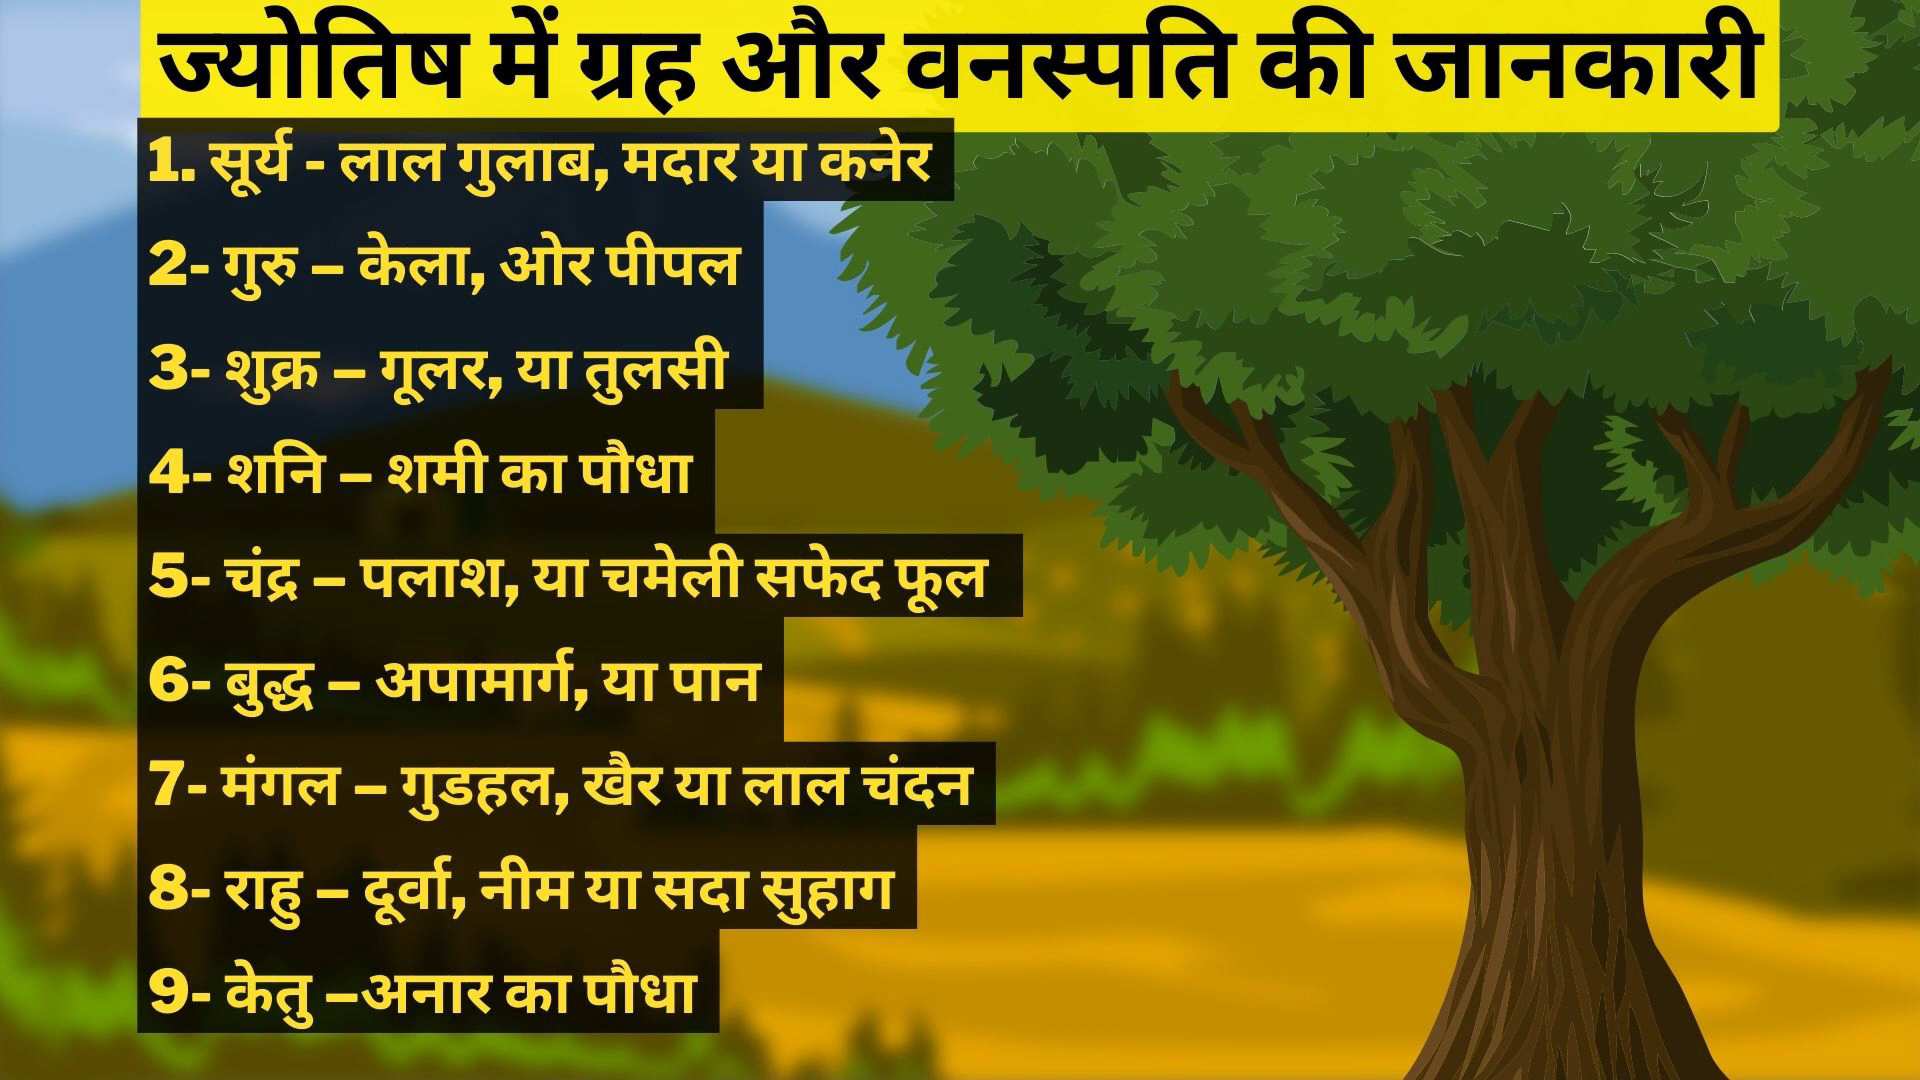 ज्योतिष में ग्रह और वनस्पति की जानकारी
1. सूर्य - लाल गुलाब, मदार या कनेर
2- गुरु – केला, ओर पीपल
3- शुक्र – गूलर, या तुलसी
4- शनि – शमी का पौधा
5- चंद्र – पलाश, या चमेली सफेद फूल
6- बुद्ध – अपामार्ग, या पान
7- मंगल – गुडहल, खैर या लाल चंदन
8- राहु – दूर्वा, नीम या सदा सुहाग
9- केतु –अनार का पौधा